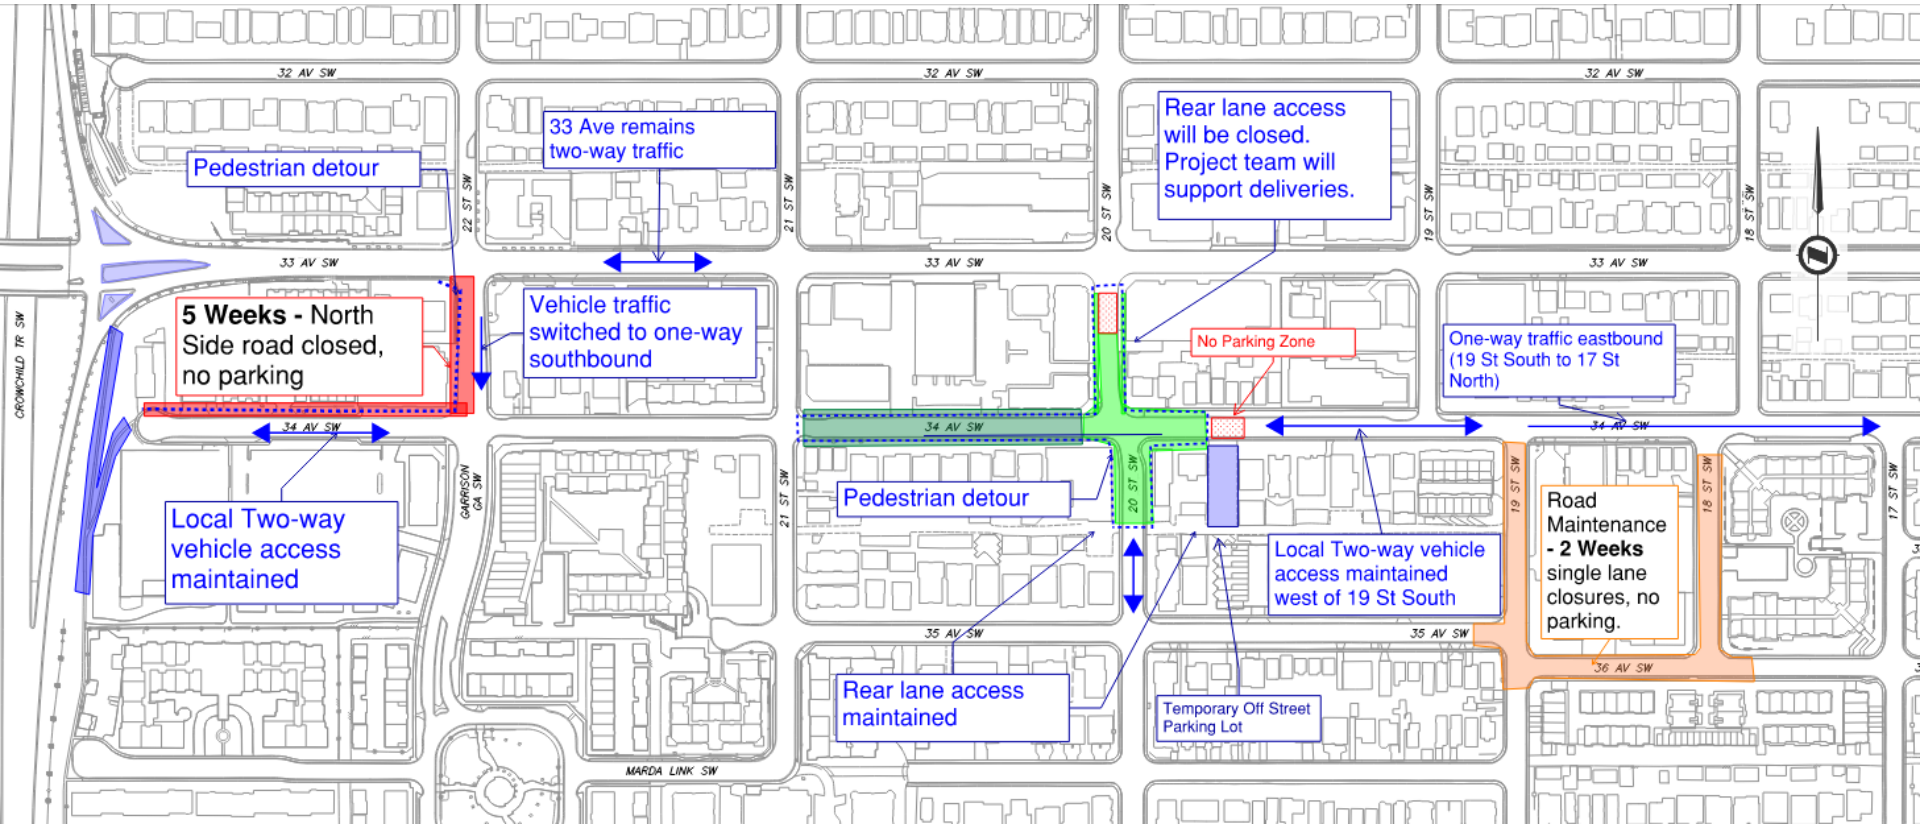 32 AV SW
32 AV SW
32 AV SW
Rear lane access
will be closed.
Project team will
support deliveries.
33 Ave remains
two-way traffic
Pedestrian detour
22 ST SW
21 ST SW
20 ST SW
19 ST SW
18 ST SW
33 AV SW
33 AV SW
33 AV SW
5 Weeks - North
Side road closed,
no parking
Vehicle traffic
switched to one-way
southbound
No Parking Zone
One-way traffic eastbound
(19 St South to 17 St
North)
CROWCHILD TR SW
34 AV SW
34 AV SW
34 AV SW
GARRISON
GA SW
21 ST SW
Pedestrian detour
20 ST SW
19 ST SW
18 ST SW
17 ST SW
Local Two-way
vehicle access
maintained
Local Two-way vehicle
access maintained
west of 19 St South
Road
Maintenance
- 2 Weeks
single lane
closures, no
parking.
35 AV SW
35 AV SW
36 AV SW
Rear lane access
maintained
Temporary Off Street
Parking Lot
MARDA LINK SW